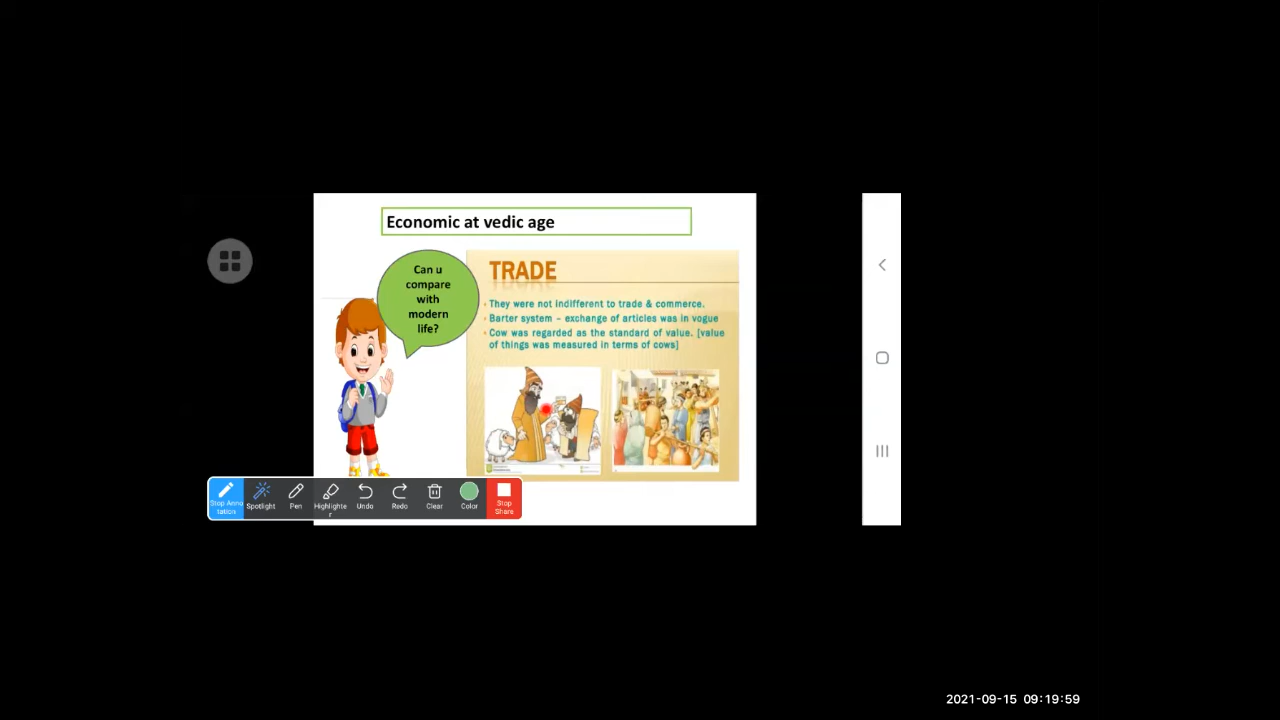 Economic at vedic age
Can u
compare
with
modern
life?
TRADE
They were not indifferent to trade & commerce.
Barter system – exchange of articles was in vogue
Cow was regarded as the standard of value. [value
of things was measured in terms of cows]
Stop Anno
tation
Spotlight
Pen
Highlighte
r
Undo
Redo
Clear
Color
Stop
Share
2021-09-15 09:19:59